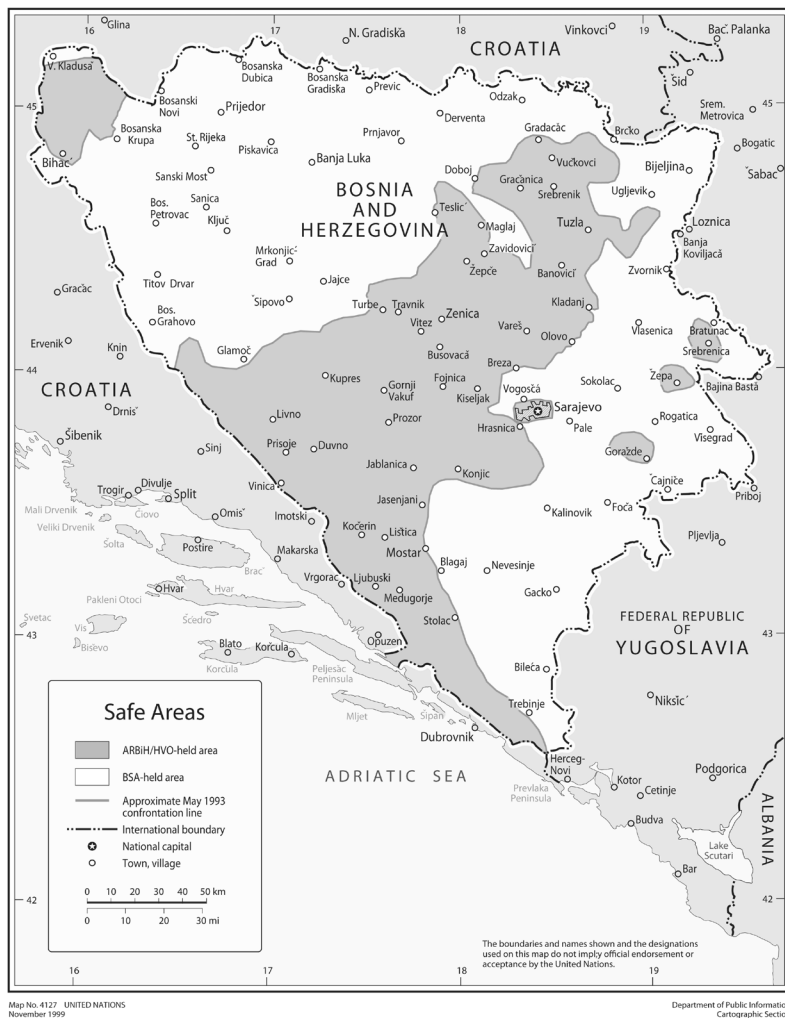 16
17
18
19
Glina
N. Gradiška
Vinkovci
Bač. Palanka
CROATIA
V. Kladusa
Bosanska
Dubica
Bosanska
Gradiška
Previc
Šid
Bosanski
Novi
Odzak
45
45
Prijedor
Derventa
Srem.
Metrovica
Bosanska
Krupa
St. Rijeka
Piskavica
Prnjavor
Gradačac
Brčko
Bogatic
Bihać
Banja Luka
Vučkovci
Bijeljina
Šabac
Sanski Most
Doboj
Gračanica
Srebrenik
Ugljevik
BOSNIA
AND
HERZEGOVINA
Sanica
Bos.
Petrovac
Ključ
Teslić
Maglaj
Tuzla
Loznica
Banja
Koviljača
Mrkonjić-
Grad
Zavidovići
Žepče
Banovići
Zvornik
Titov Drvar
Jajce
Gračac
Šipovo
Turbe
Travnik
Kladanj
Bos.
Grahovo
Vitez
Zenica
Vareš
Olovo
Vlasenica
Bratunac
Srebrenica
Ervenik
Knin
Glamoč
Busovača
Breza
44
44
Kupres
Gornji
Vakuf
Fojnica
Kiseljak
Vogošća
Sokolac
Žepa
Bajina Basta
CROATIA
Drnis
Livno
Prozor
Sarajevo
Hrasnica
Pale
Rogatica
Visegrad
Šibenik
Sinj
Prisoje
Duvno
Goražde
Jablanica
Konjic
Čajniče
Priboj
Trogir
Divulje
Split
Vinica
Jasenjani
Mali Drvenik
Čiovo
Omiš
Imotski
Kalinovik
Foča
Veliki Drvenik
Šolta
Postire
Kočerin
Listica
Pljevlja
Makarska
Mostar
Brač
Blagaj
Nevesinje
Vrgorac
Ljubuski
Pakleni Otoci
Hvar
Hvar
Medugorje
Gacko
Svetac
Vis
Šćedro
Stolac
FEDERAL REPUBLIC
OF
YUGOSLAVIA
43
43
Biševo
Blato
Korčula
Opuzen
Korčula
Peljesač
Peninsula
Bileća
Mljet
Šipan
Trebinje
Nikšić
Dubrovnik
Safe Areas
ARBiH/HVO-held area
BSA-held area
Approximate May 1993
confrontation line
International boundary
National capital
Town, village
0 10 20 30 40 50 km
0 10 20 30 mi
ADRIATIC SEA
Herceg-
Novi
Prevlaka
Peninsula
Kotor
Cetinje
Podgorica
Budva
ALBANIA
Lake
Scutari
Bar
42
42
The boundaries and names shown and the designations
used on this map do not imply official endorsement or
acceptance by the United Nations.
16
17
18
19
Map No. 4127 UNITED NATIONS
November 1999
Department of Public Informatio
Cartographic Sectio